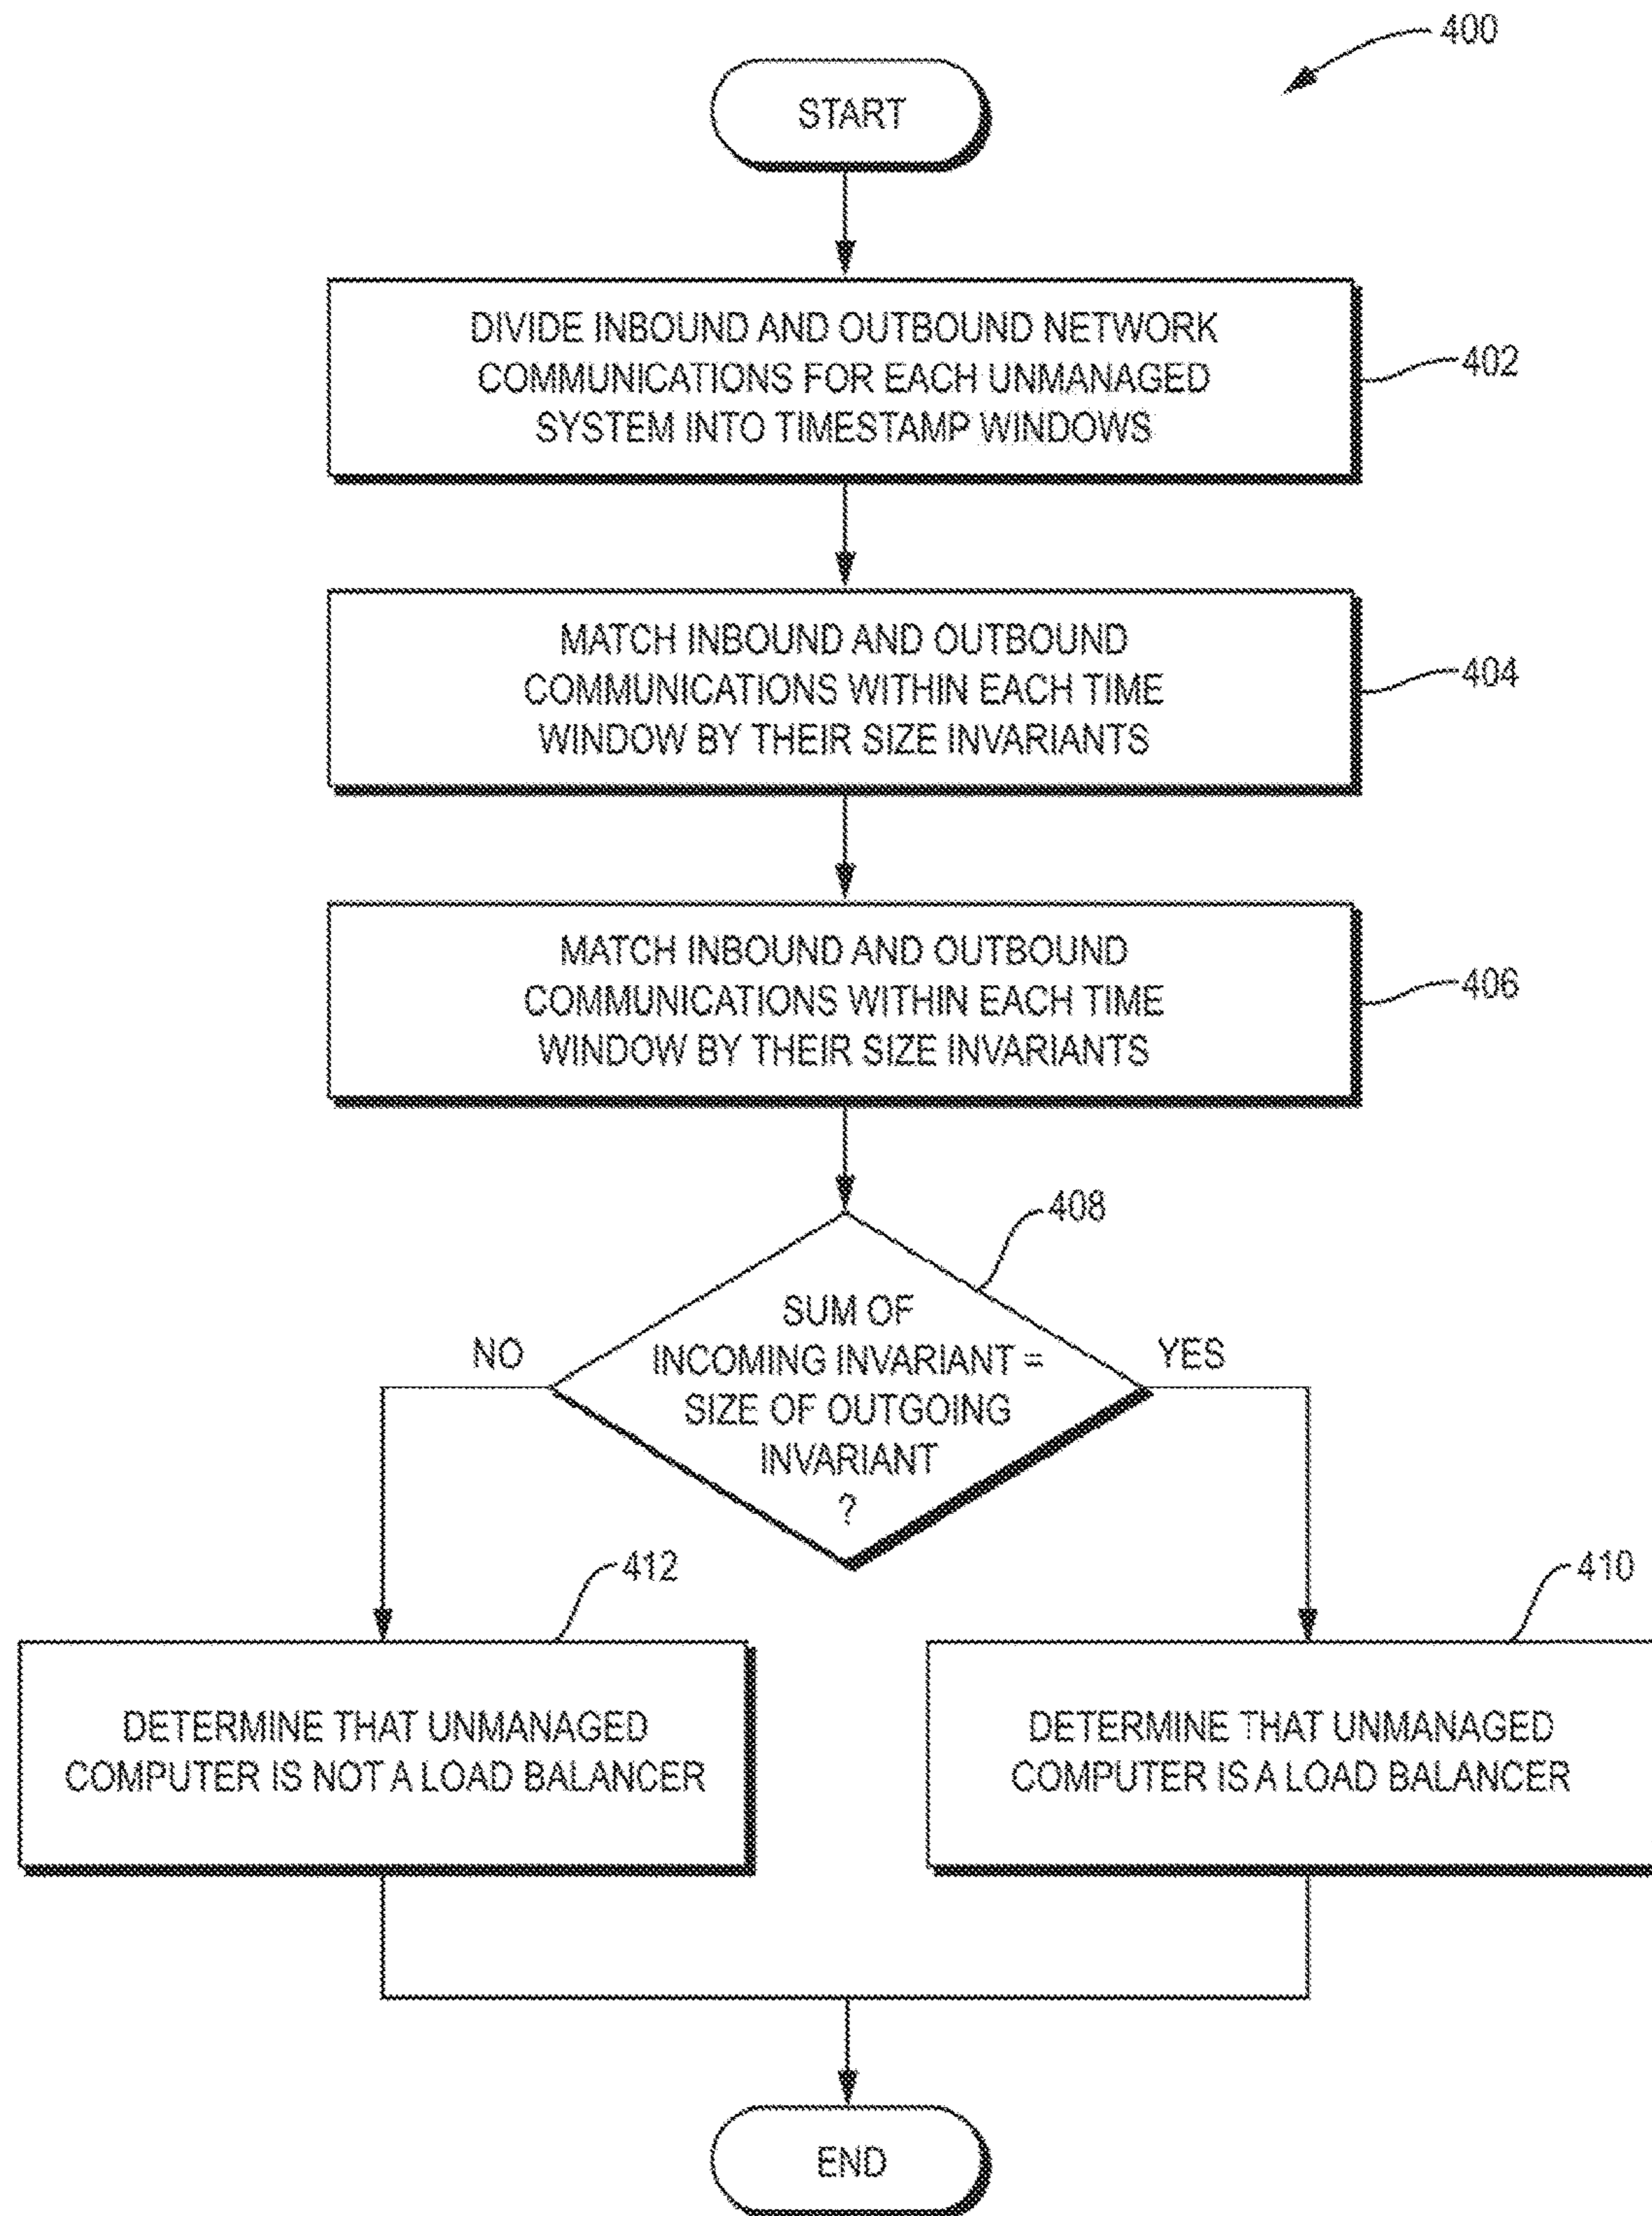 400
START
DIVIDE INBOUND AND OUTBOUND NETWORK
COMMUNICATIONS FOR EACH UNMANAGED
SYSTEM INTO TIMESTAMP WINDOWS
402
MATCH INBOUND AND OUTBOUND
COMMUNICATIONS WITHIN EACH TIME
WINDOW BY THEIR SIZE INVARIANTS
404
MATCH INBOUND AND OUTBOUND
COMMUNICATIONS WITHIN EACH TIME
WINDOW BY THEIR SIZE INVARIANTS
406
408
SUM OF
INCOMING INVARIANT =
SIZE OF OUTGOING
INVARIANT
?
NO
YES
412
DETERMINE THAT UNMANAGED
COMPUTER IS NOT A LOAD BALANCER
410
DETERMINE THAT UNMANAGED
COMPUTER IS A LOAD BALANCER
END